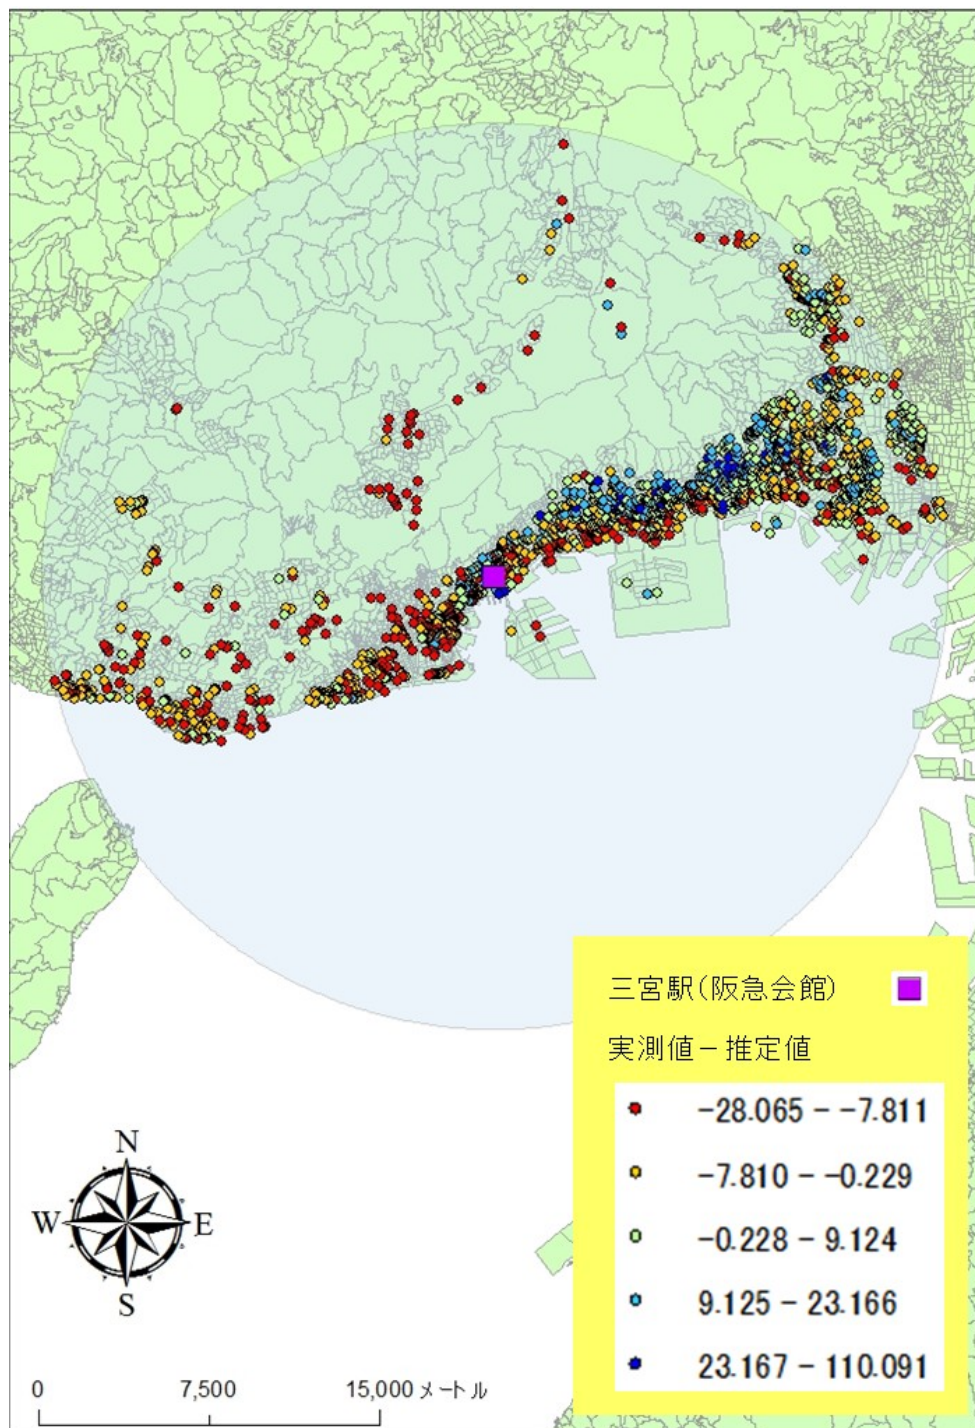 三宮駅(阪急会館)
実測値－推定値
-28.065 - -7.811
-7.810 - -0.229
-0.228 - 9.124
9.125 - 23.166
23.167 - 110.091
N
W E
S
0 7,500 15,000 メートル